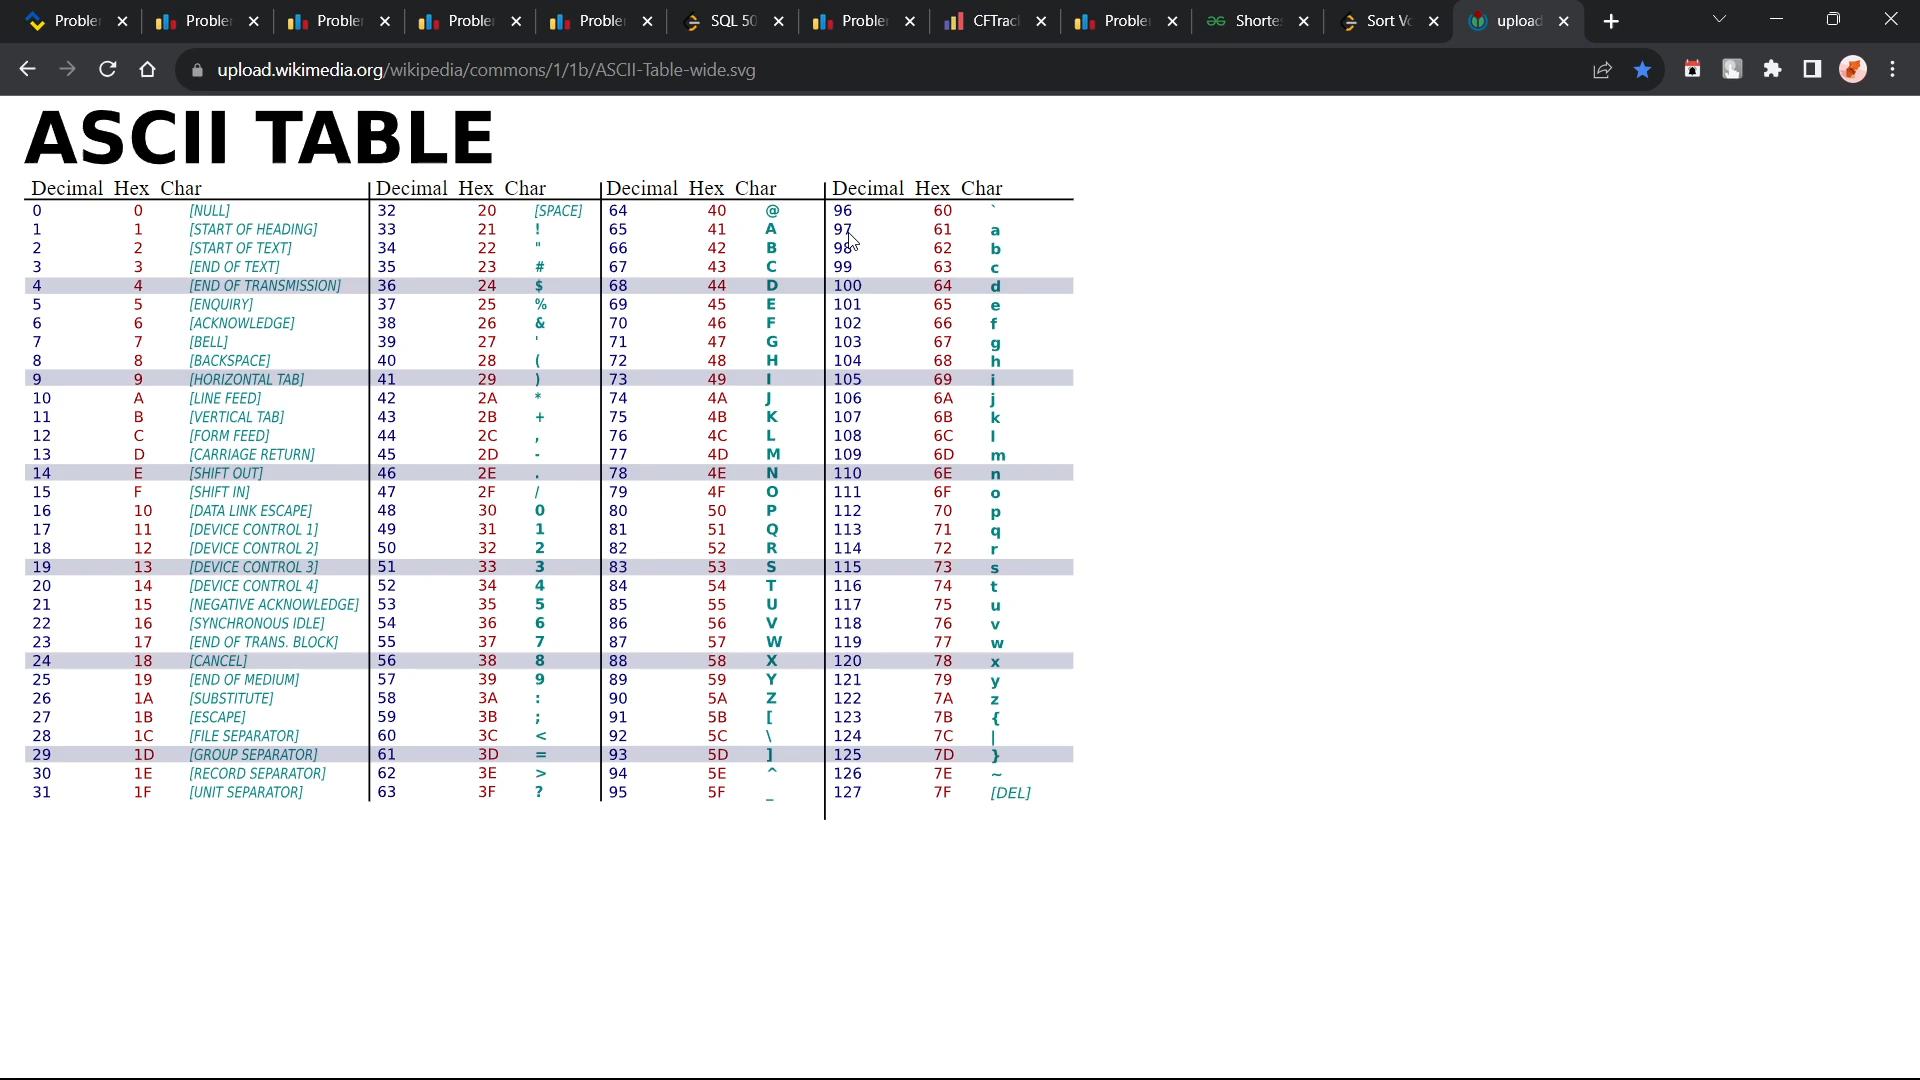 Proble Proble Proble Proble Proble SQL 50 Proble CFTrac Proble Shorte Sort Vo upload
upload.wikimedia.org/wikipedia/commons/1/1b/ASCII-Table-wide.svg
ASCII TABLE
Decimal Hex Char Decimal Hex Char Decimal Hex Char Decimal Hex Char
0 0 [NULL] 32 20 [SPACE] 64 40 @ 96 60 `
1 1 [START OF HEADING] 33 21 ! 65 41 A 97 61 a
2 2 [START OF TEXT] 34 22 " 66 42 B 98 62 b
3 3 [END OF TEXT] 35 23 # 67 43 C 99 63 c
4 4 [END OF TRANSMISSION] 36 24 $ 68 44 D 100 64 d
5 5 [ENQUIRY] 37 25 % 69 45 E 101 65 e
6 6 [ACKNOWLEDGE] 38 26 & 70 46 F 102 66 f
7 7 [BELL] 39 27 ' 71 47 G 103 67 g
8 8 [BACKSPACE] 40 28 ( 72 48 H 104 68 h
9 9 [HORIZONTAL TAB] 41 29 ) 73 49 I 105 69 i
10 A [LINE FEED] 42 2A * 74 4A J 106 6A j
11 B [VERTICAL TAB] 43 2B + 75 4B K 107 6B k
12 C [FORM FEED] 44 2C , 76 4C L 108 6C l
13 D [CARRIAGE RETURN] 45 2D - 77 4D M 109 6D m
14 E [SHIFT OUT] 46 2E . 78 4E N 110 6E n
15 F [SHIFT IN] 47 2F / 79 4F O 111 6F o
16 10 [DATA LINK ESCAPE] 48 30 0 80 50 P 112 70 p
17 11 [DEVICE CONTROL 1] 49 31 1 81 51 Q 113 71 q
18 12 [DEVICE CONTROL 2] 50 32 2 82 52 R 114 72 r
19 13 [DEVICE CONTROL 3] 51 33 3 83 53 S 115 73 s
20 14 [DEVICE CONTROL 4] 52 34 4 84 54 T 116 74 t
21 15 [NEGATIVE ACKNOWLEDGE] 53 35 5 85 55 U 117 75 u
22 16 [SYNCHRONOUS IDLE] 54 36 6 86 56 V 118 76 v
23 17 [END OF TRANS. BLOCK] 55 37 7 87 57 W 119 77 w
24 18 [CANCEL] 56 38 8 88 58 X 120 78 x
25 19 [END OF MEDIUM] 57 39 9 89 59 Y 121 79 y
26 1A [SUBSTITUTE] 58 3A : 90 5A Z 122 7A z
27 1B [ESCAPE] 59 3B ; 91 5B [ 123 7B {
28 1C [FILE SEPARATOR] 60 3C < 92 5C \ 124 7C |
29 1D [GROUP SEPARATOR] 61 3D = 93 5D ] 125 7D }
30 1E [RECORD SEPARATOR] 62 3E > 94 5E ^ 126 7E ~
31 1F [UNIT SEPARATOR] 63 3F ? 95 5F _ 127 7F [DEL]